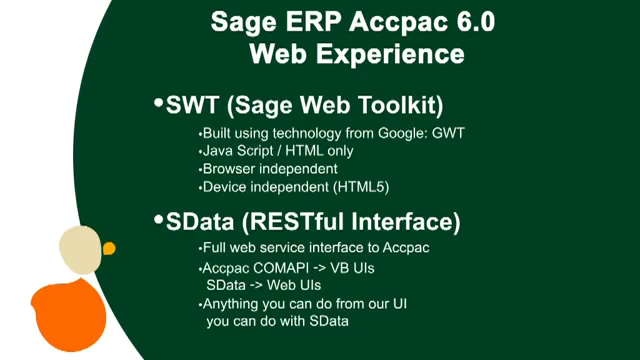 Sage ERP Accpac 6.0
Web Experience
•SWT (Sage Web Toolkit)
•Built using technology from Google: GWT
•Java Script / HTML only
•Browser independent
•Device independent (HTML5)
•SData (RESTful Interface)
•Full web service interface to Accpac
•Accpac COMAPI -> VB UIs
SData -> Web UIs
•Anything you can do from our UI
you can do with SData